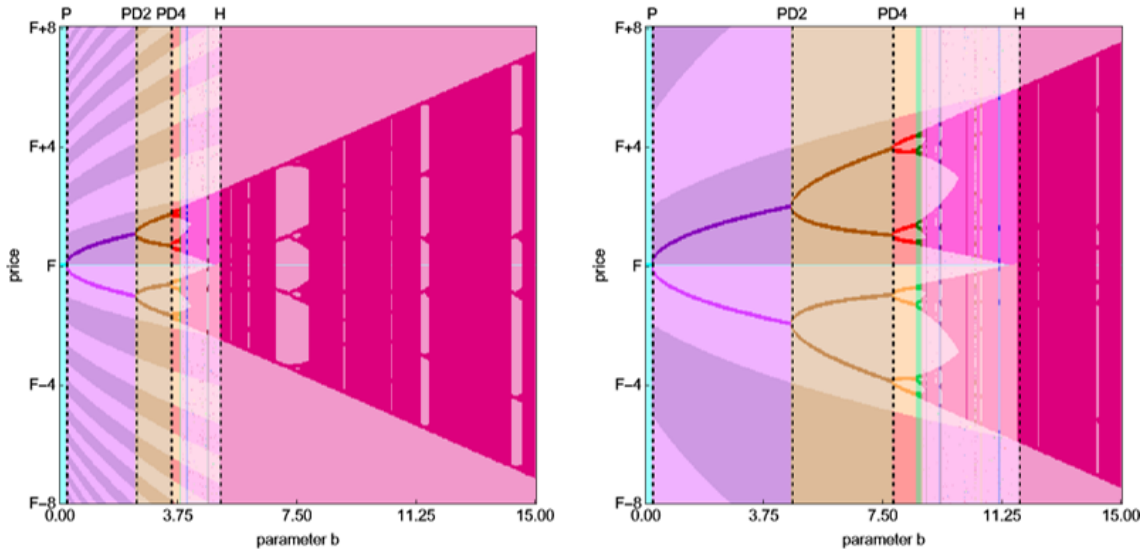 P PD2 PD4 H
F+8
F+4
F
F−4
F−8
price
0.00 3.75 7.50 11.25 15.00
parameter b
P PD2 PD4 H
F+8
F+4
F
F−4
F−8
price
0.00 3.75 7.50 11.25 15.00
parameter b